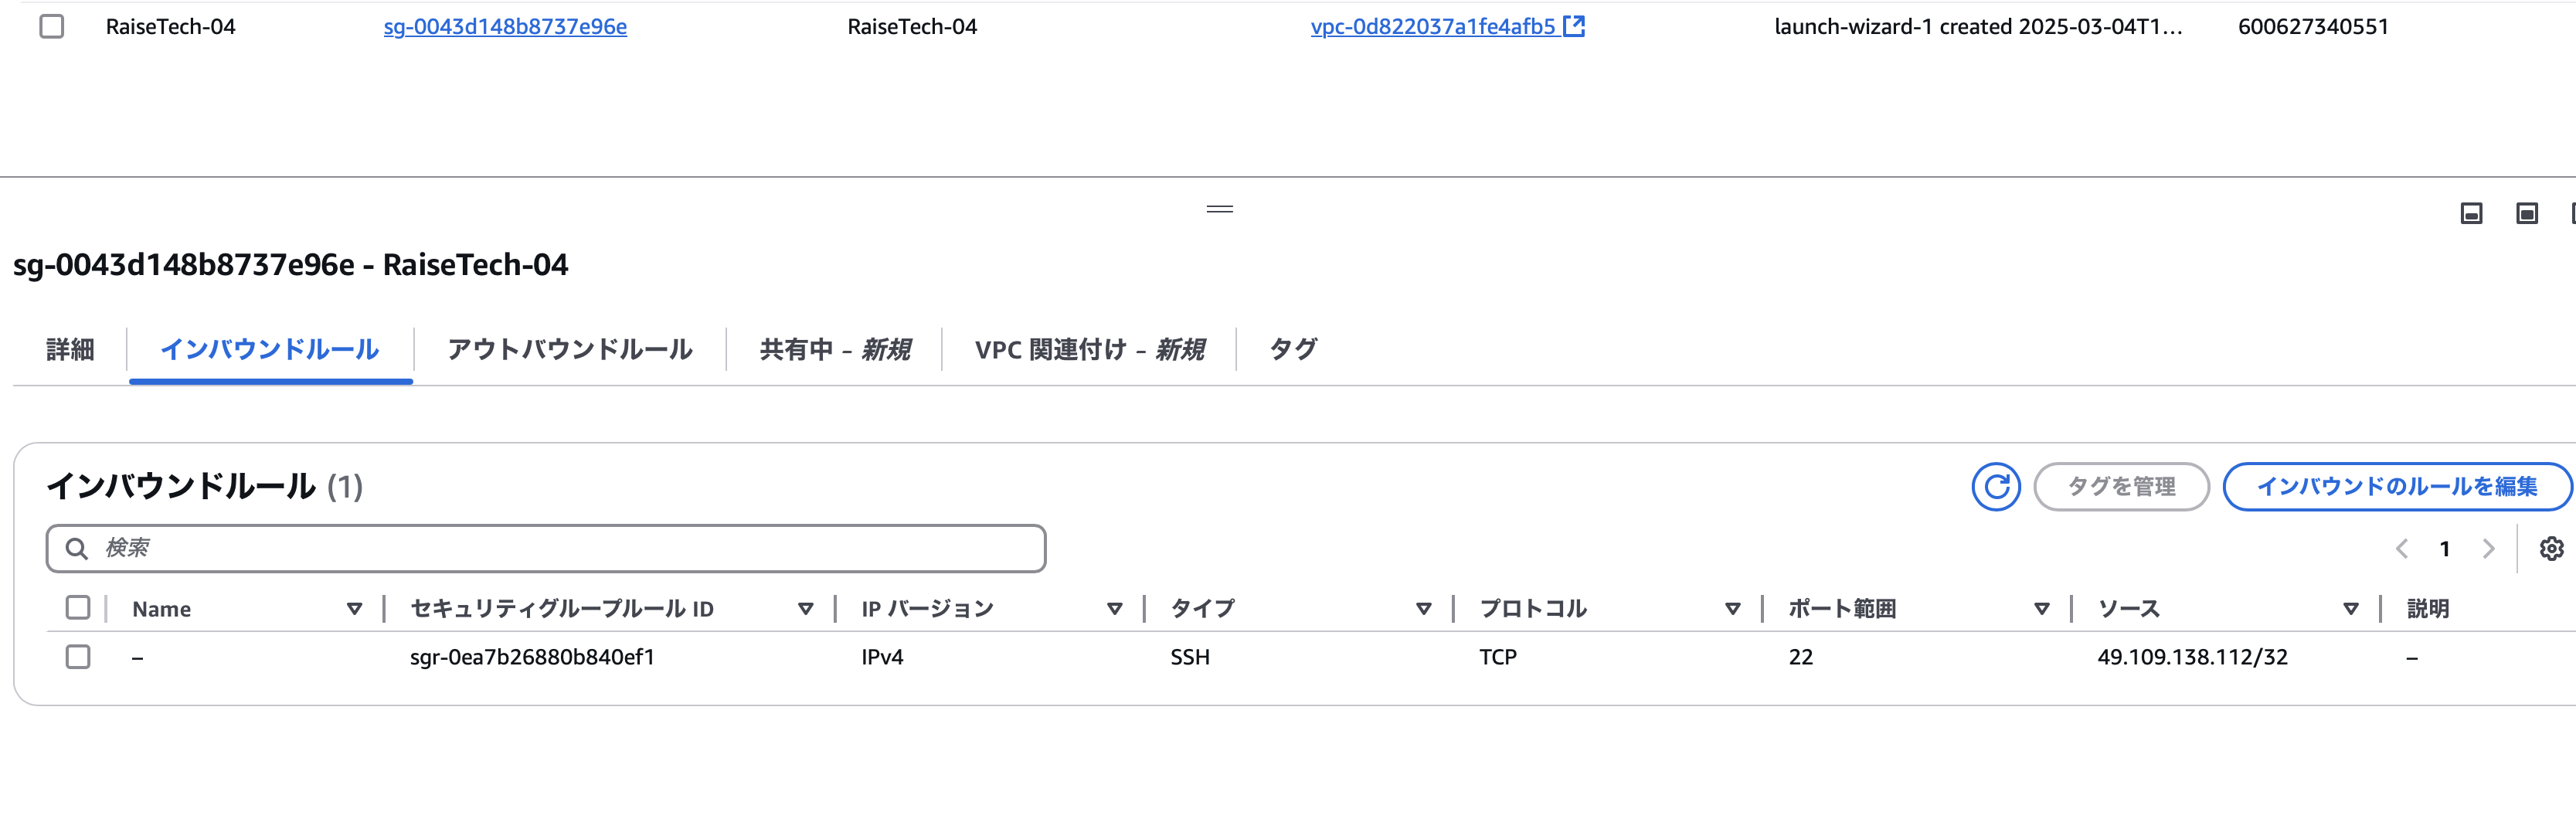 RaiseTech-04 sg-0043d148b8737e96e RaiseTech-04 vpc-0d822037a1fe4afb5 launch-wizard-1 created 2025-03-04T1... 600627340551
sg-0043d148b8737e96e - RaiseTech-04
詳細 インバウンドルール アウトバウンドルール 共有中 – 新規 VPC 関連付け – 新規 タグ
インバウンドルール (1) タグを管理 インバウンドのルールを編集
検索 1
Name セキュリティグループルール ID IP バージョン タイプ プロトコル ポート範囲 ソース 説明
– sgr-0ea7b26880b840ef1 IPv4 SSH TCP 22 49.109.138.112/32 –